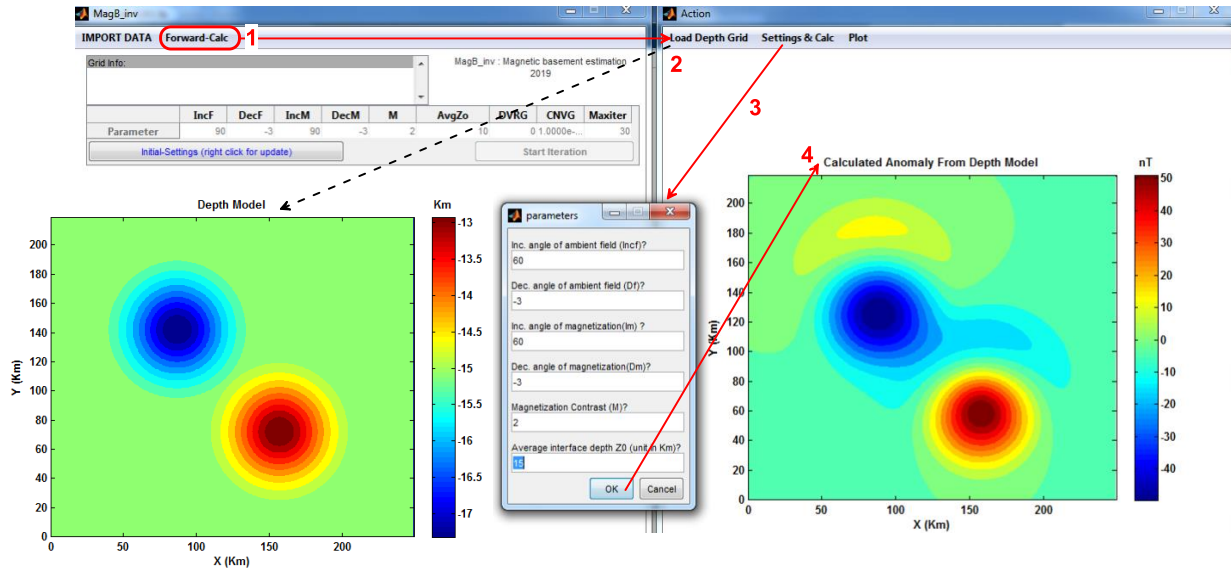 MagB_inv
IMPORT DATA Forward-Calc 1
Grid Info:
MagB_inv : Magnetic basement estimation
2019
IncF DecF IncM DecM M AvgZo DVRG CNVG Maxiter
Parameter 90 -3 90 -3 2 10 0 1.0000e-... 30
Initial-Settings (right click for update) Start Iteration
Action
Load Depth Grid Settings & Calc Plot
2
3
4
Depth Model
Km
220
200
180
160
140
120
100
80
60
40
20
0
Y (Km)
0 50 100 150 200
X (Km)
-13
-13.5
-14
-14.5
-15
-15.5
-16
-16.5
-17
parameters
Inc. angle of ambient field (Incf)?
60
Dec. angle of ambient field (Df)?
-3
Inc. angle of magnetization(Im) ?
60
Dec. angle of magnetization(Dm)?
-3
Magnetization Contrast (M)?
2
Average interface depth Z0 (unit in Km)?
15
OK Cancel
Calculated Anomaly From Depth Model
nT
200
180
160
140
120
100
80
60
40
20
0
Y (Km)
0 50 100 150 200
X (Km)
50
40
30
20
10
0
-10
-20
-30
-40